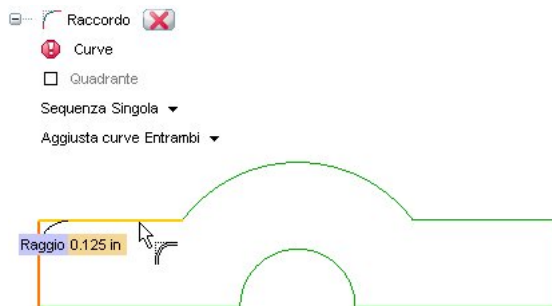 Raccordo
Curve
Quadrante
Sequenza Singola
Aggiusta curve Entrambi
Raggio 0.125 in